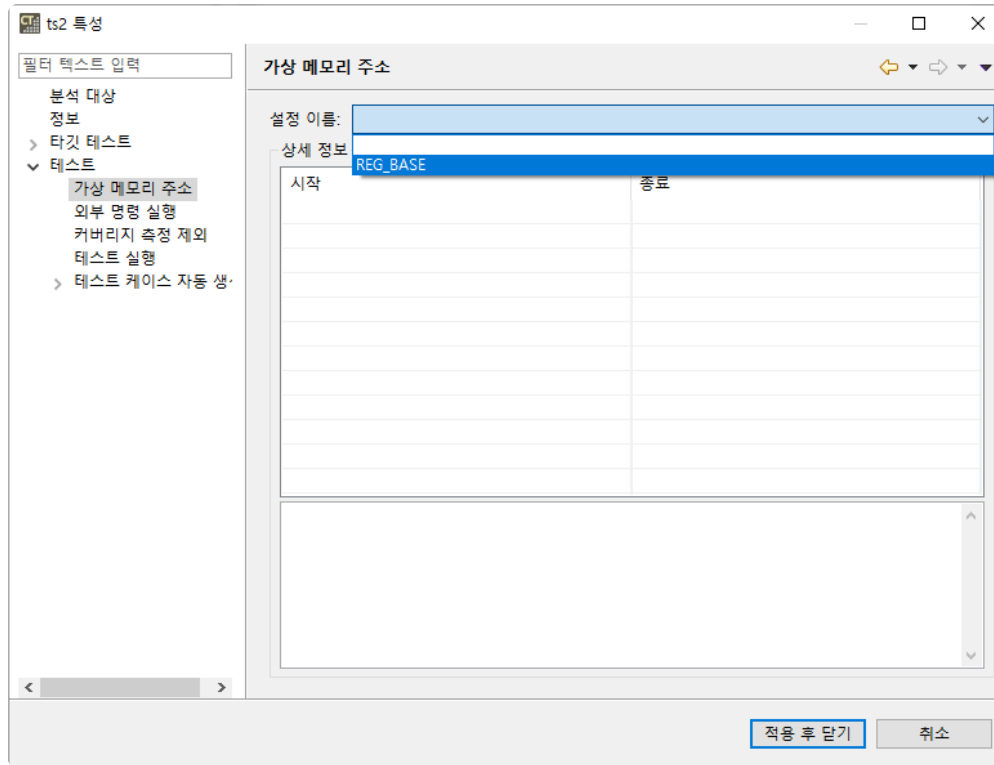 CT
ts2 특성
필터 텍스트 입력
분석 대상
정보
타깃 테스트
테스트
가상 메모리 주소
외부 명령 실행
커버리지 측정 제외
테스트 실행
테스트 케이스 자동 생
가상 메모리 주소
설정 이름:
REG_BASE
상세 정보
시작 종료
적용 후 닫기 취소